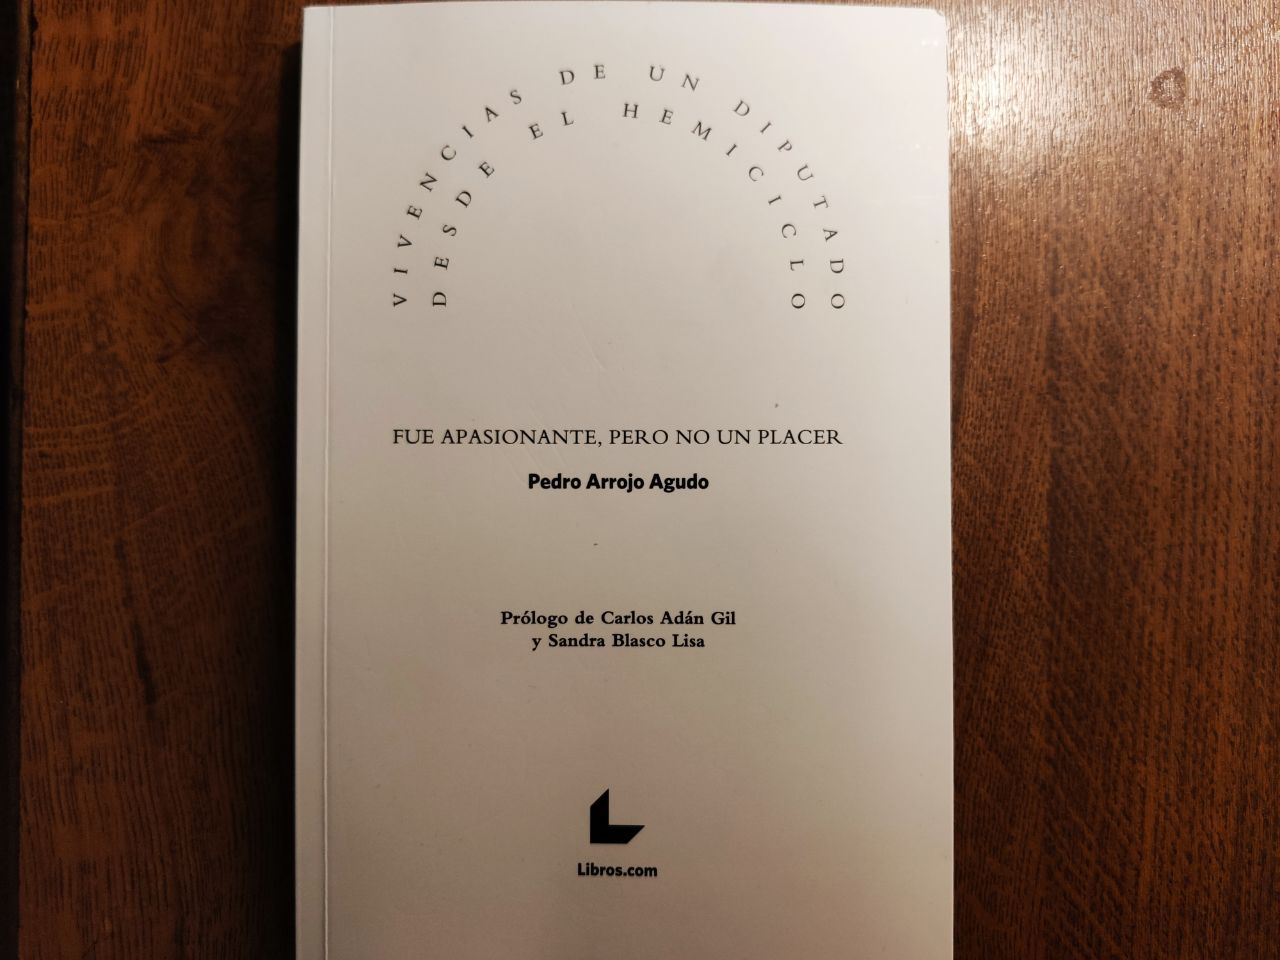 VIVENCIAS DE UN DIPUTADO
DESDE EL HEMICICLO
FUE APASIONANTE, PERO NO UN PLACER
Pedro Arrojo Agudo
Prólogo de Carlos Adán Gil
y Sandra Blasco Lisa
Libros.com